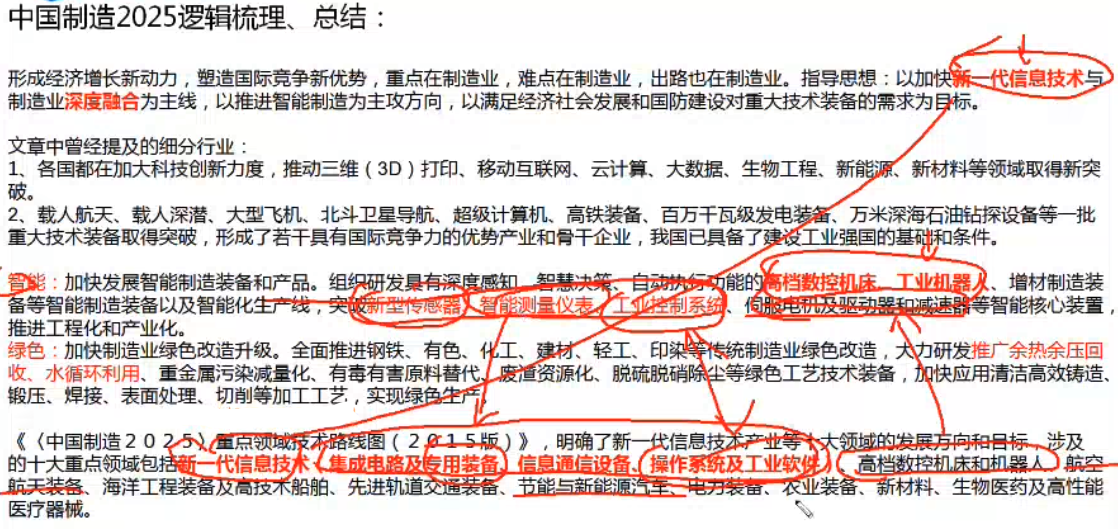 中国制造2025逻辑梳理、总结：
形成经济增长新动力，塑造国际竞争新优势，重点在制造业，难点在制造业，出路也在制造业。指导思想：以加快新一代信息技术与
制造业深度融合为主线，以推进智能制造为主攻方向，以满足经济社会发展和国防建设对重大技术装备的需求为目标。
文章中曾经提及的细分行业：
1、各国都在加大科技创新力度，推动三维（3D）打印、移动互联网、云计算、大数据、生物工程、新能源、新材料等领域取得新突
破。
2、载人航天、载人深潜、大型飞机、北斗卫星导航、超级计算机、高铁装备、百万千瓦级发电装备、万米深海石油钻探设备等一批
重大技术装备取得突破，形成了若干具有国际竞争力的优势产业和骨干企业，我国已具备了建设工业强国的基础和条件。
智能：加快发展智能制造装备和产品。组织研发具有深度感知、智慧决策、自动执行功能的高档数控机床、工业机器人、增材制造装
备等智能制造装备以及智能化生产线，突破新型传感器、智能测量仪表、工业控制系统、伺服电机及驱动器和减速器等智能核心装置，
推进工程化和产业化。
绿色：加快制造业绿色改造升级。全面推进钢铁、有色、化工、建材、轻工、印染等传统制造业绿色改造，大力研发推广余热余压回
收、水循环利用、重金属污染减量化、有毒有害原料替代、废渣资源化、脱硫脱硝除尘等绿色工艺技术装备，加快应用清洁高效铸造、
锻压、焊接、表面处理、切削等加工工艺，实现绿色生产。
《〈中国制造２０２５〉重点领域技术路线图（２０１５版）》，明确了新一代信息技术产业等十大领域的发展方向和目标。涉及
的十大重点领域包括新一代信息技术、集成电路及专用装备、信息通信设备、操作系统及工业软件、高档数控机床和机器人、航空
航天装备、海洋工程装备及高技术船舶、先进轨道交通装备、节能与新能源汽车、电力装备、农业装备、新材料、生物医药及高性能
医疗器械。